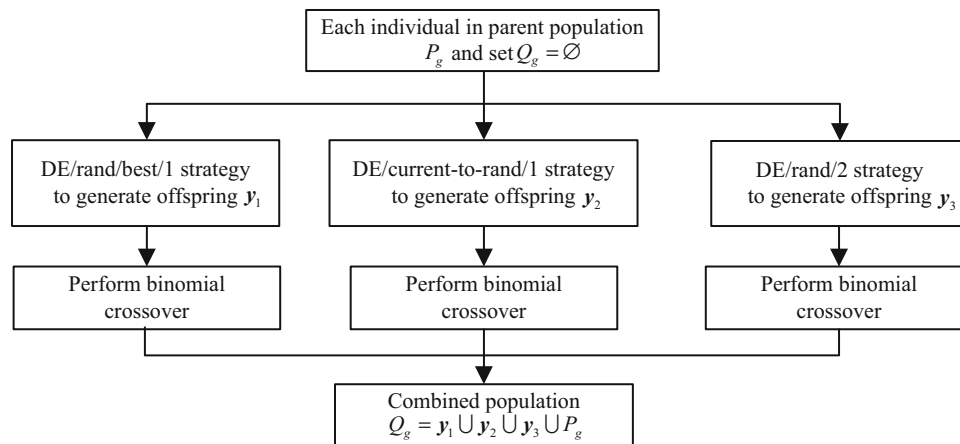 Each individual in parent population
P_g and set Q_g = ∅
DE/rand/best/1 strategy
to generate offspring y_1
DE/current-to-rand/1 strategy
to generate offspring y_2
DE/rand/2 strategy
to generate offspring y_3
Perform binomial
crossover
Perform binomial
crossover
Perform binomial
crossover
Combined population
Q_g = y_1 ∪ y_2 ∪ y_3 ∪ P_g